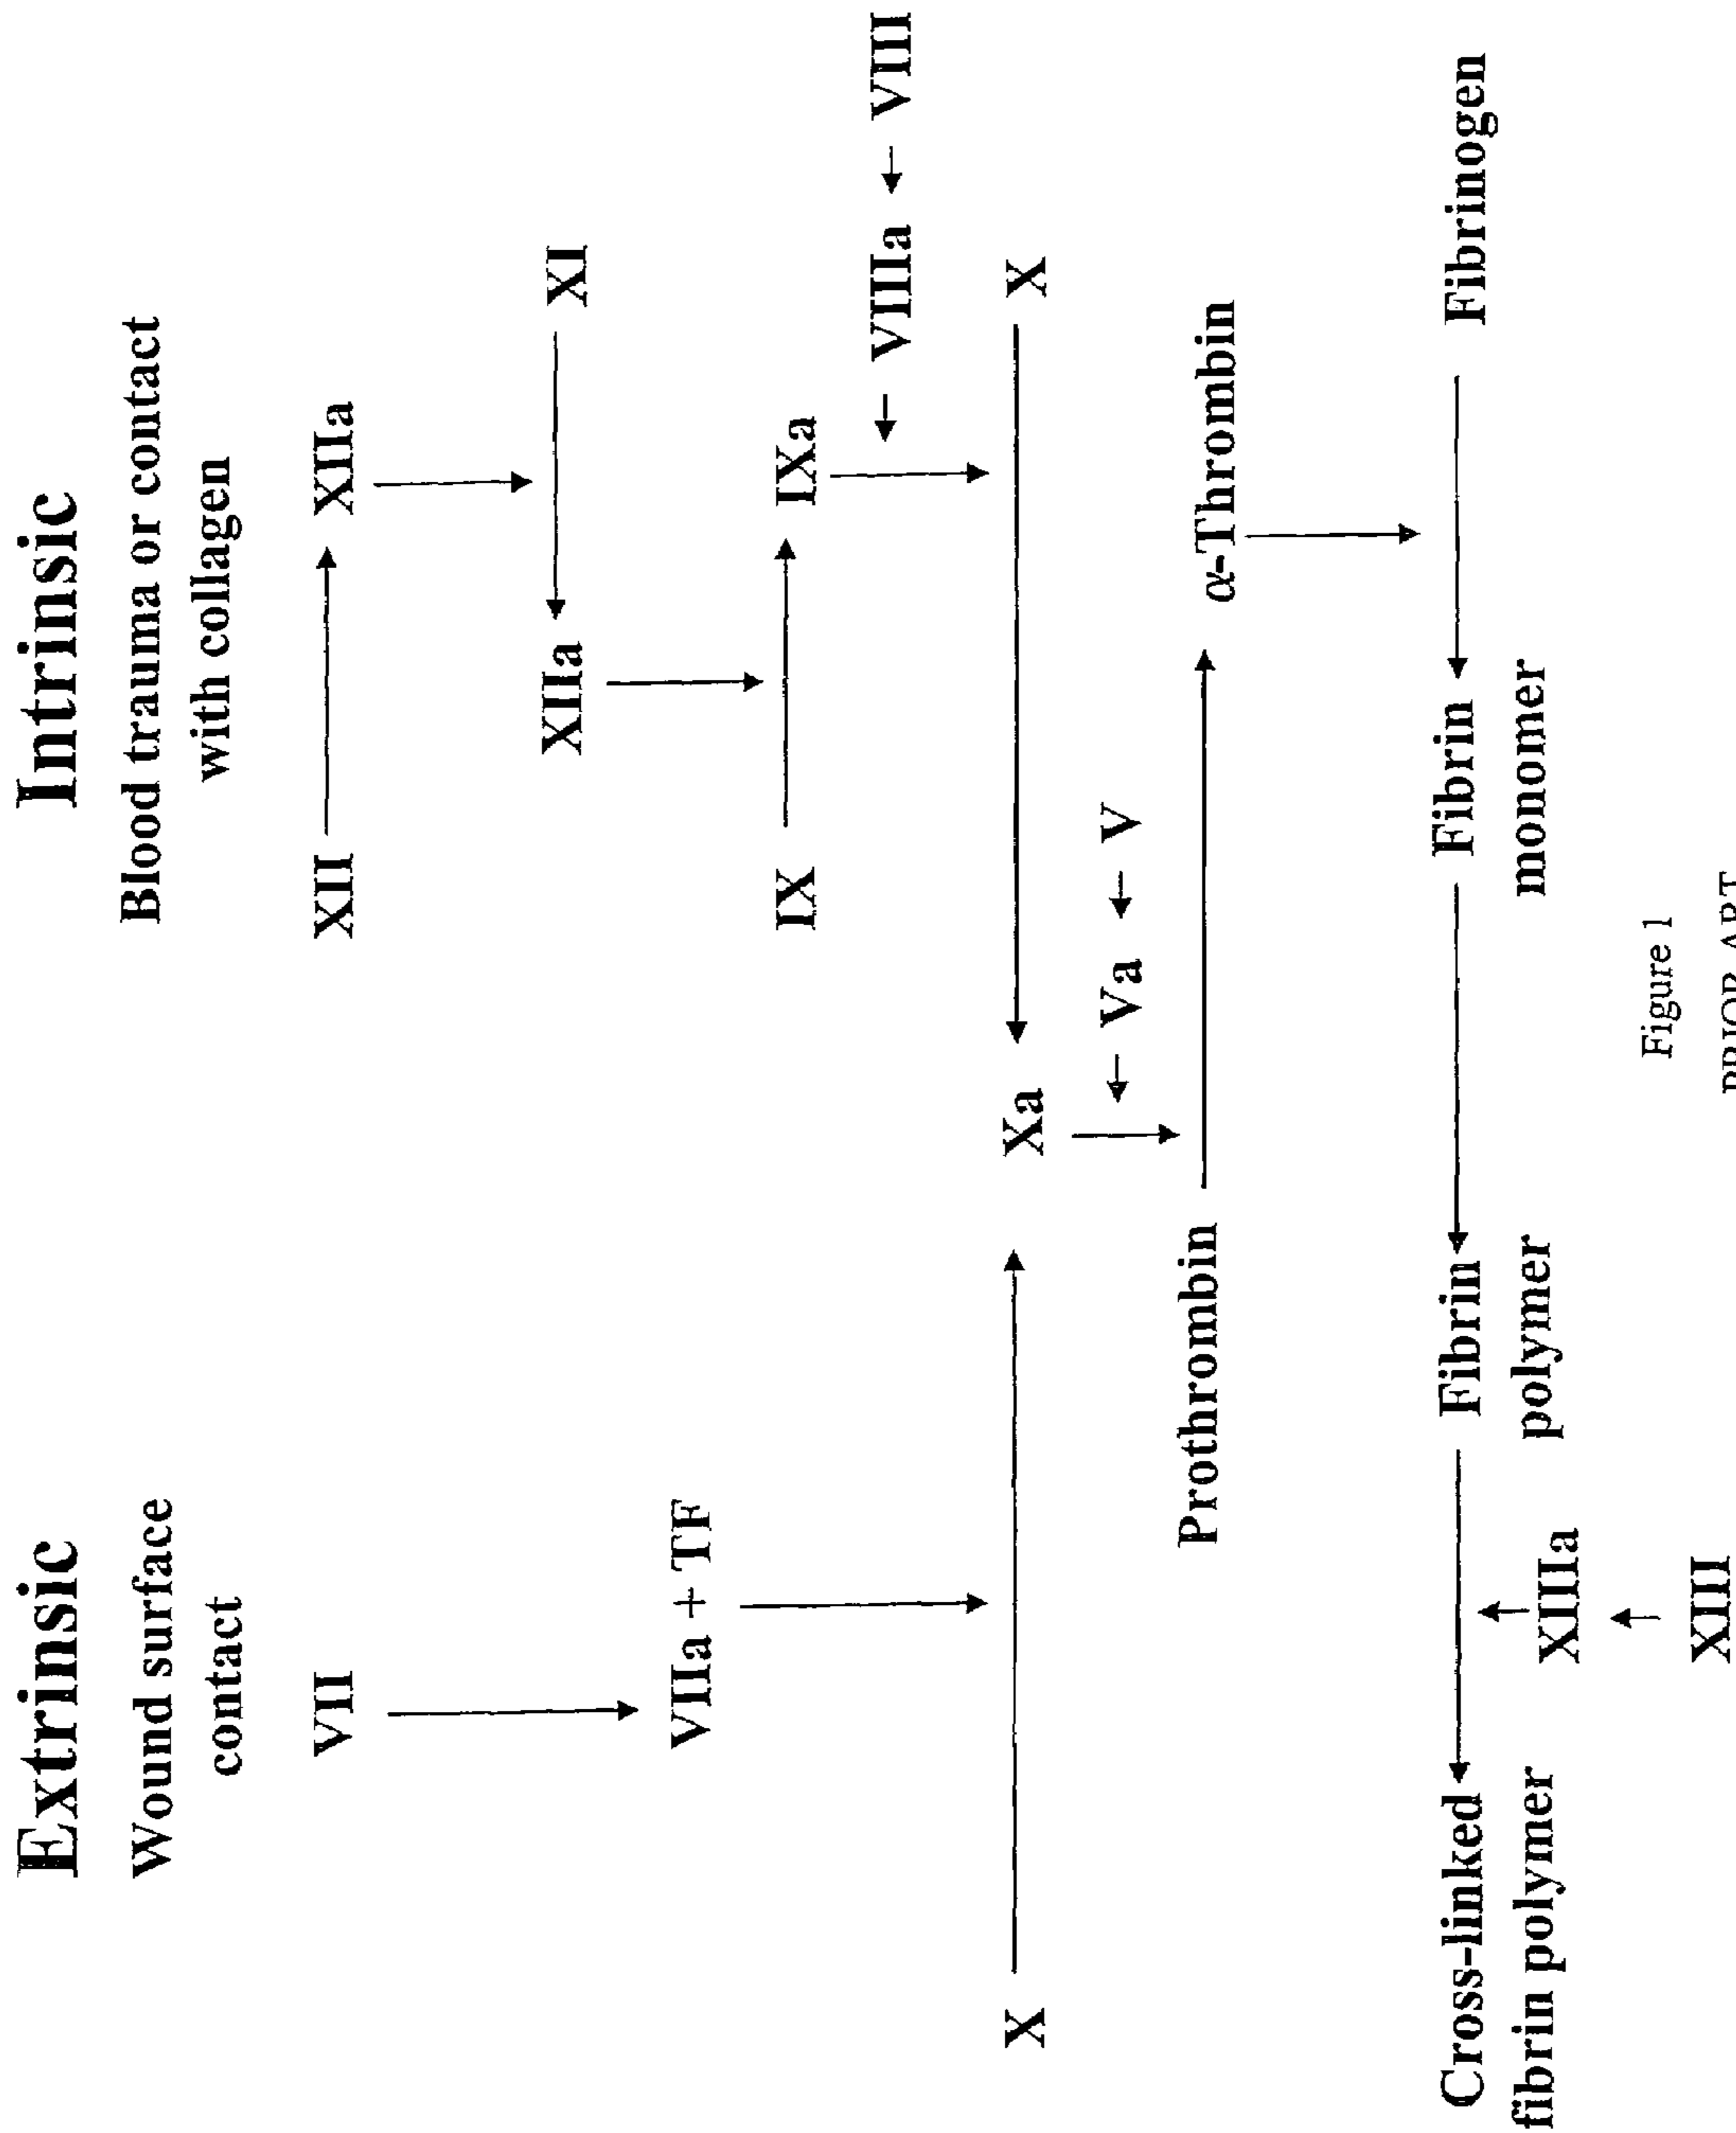 Extrinsic
Wound surface
contact
VII
VIIa + TF
X
Intrinsic
Blood trauma or contact
with collagen
XII
XIIa
XIIa
XI
IX
IXa
VIIIa
VIII
Xa
X
Va
V
Prothrombin
α-Thrombin
Cross-linked
fibrin polymer
Fibrin
polymer
Fibrin
monomer
Fibrinogen
XIIIa
XIII
Figure 1
PRIOR ART